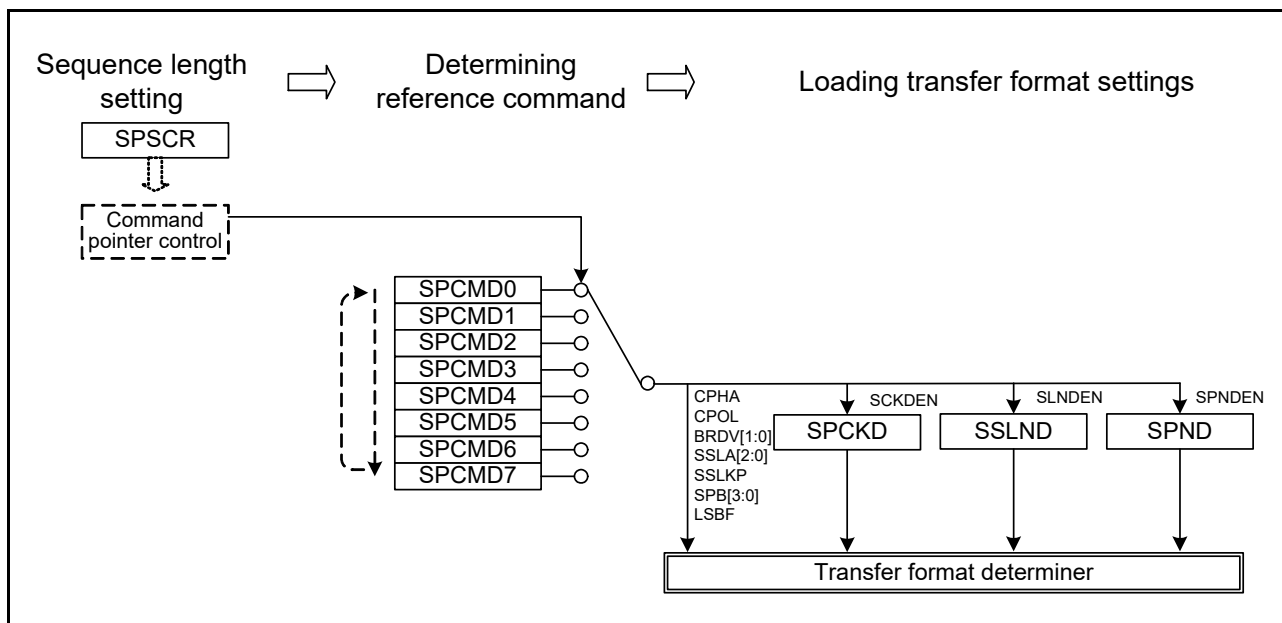 Sequence length
setting
Determining
reference command
Loading transfer format settings
SPSCR
Command
pointer control
SPCMD0
SPCMD1
SPCMD2
SPCMD3
SPCMD4
SPCMD5
SPCMD6
SPCMD7
CPHA
CPOL
BRDV[1:0]
SSLA[2:0]
SSLKP
SPB[3:0]
LSBF
SCKDEN
SPCKD
SLNDEN
SSLND
SPNDEN
SPND
Transfer format determiner